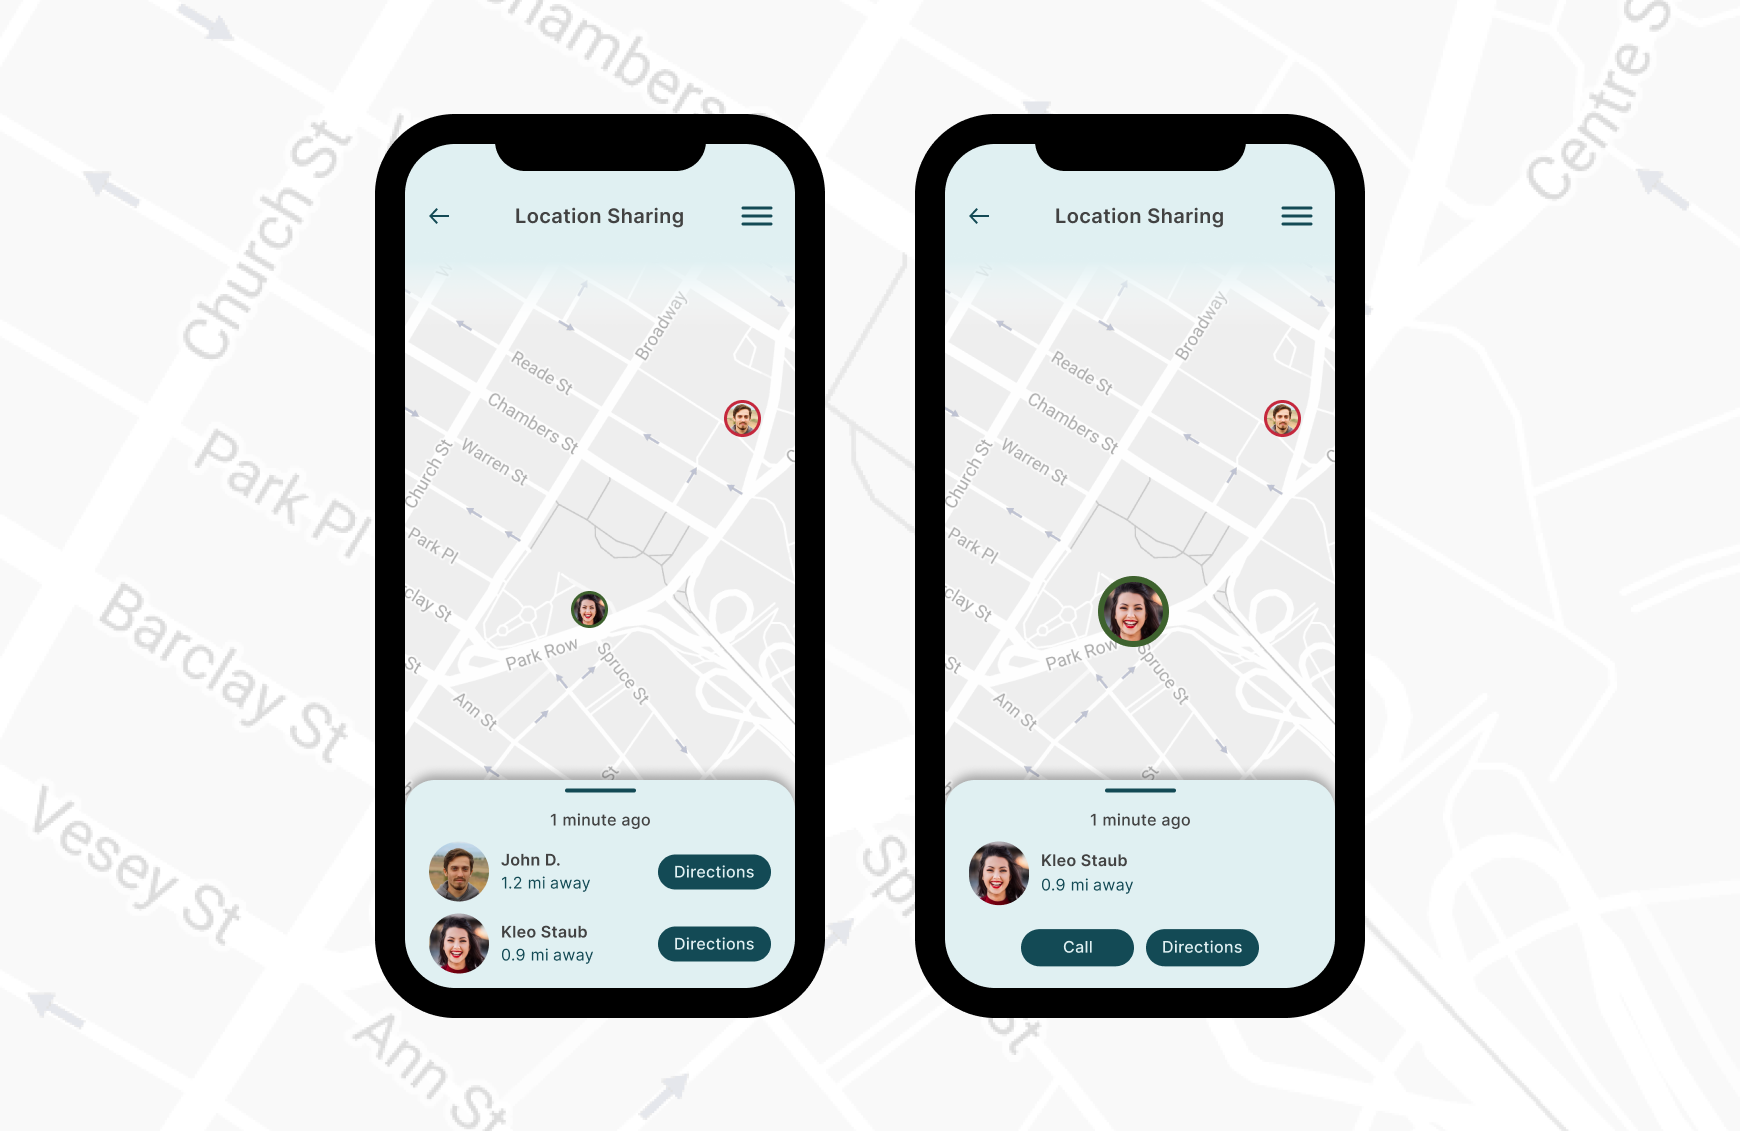 Chambers
Centre S
Church St
Park Pl
Barclay St
Vesey St
Ann St
Location Sharing
Broadway
Reade St
Chambers St
Warren St
Church St
Park Pl
clay St
St
Park Row
Spruce St
Ann St
St
1 minute ago
John D.
1.2 mi away
Directions
Kleo Staub
0.9 mi away
Directions
Location Sharing
Broadway
Reade St
Chambers St
Warren St
Church St
Park Pl
clay St
St
Park Row
Spruce St
Ann St
St
1 minute ago
Kleo Staub
0.9 mi away
Call
Directions
Sp
St